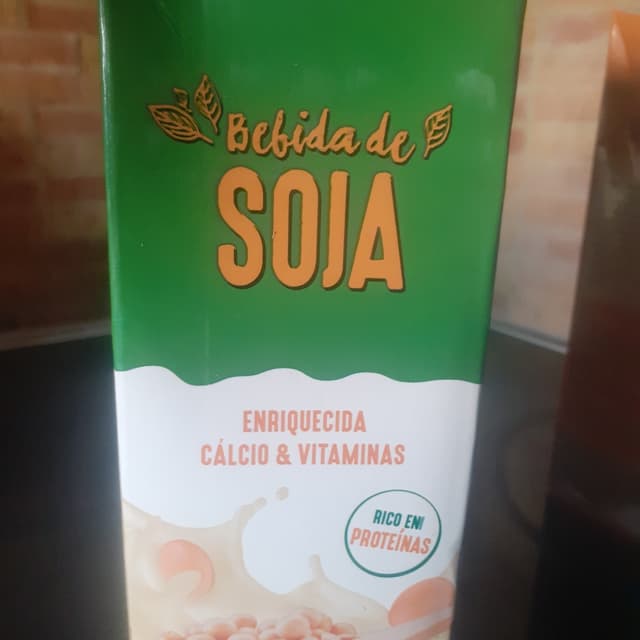 Bebida de
SOJA
ENRIQUECIDA
CÁLCIO & VITAMINAS
RICO EM
PROTEÍNAS